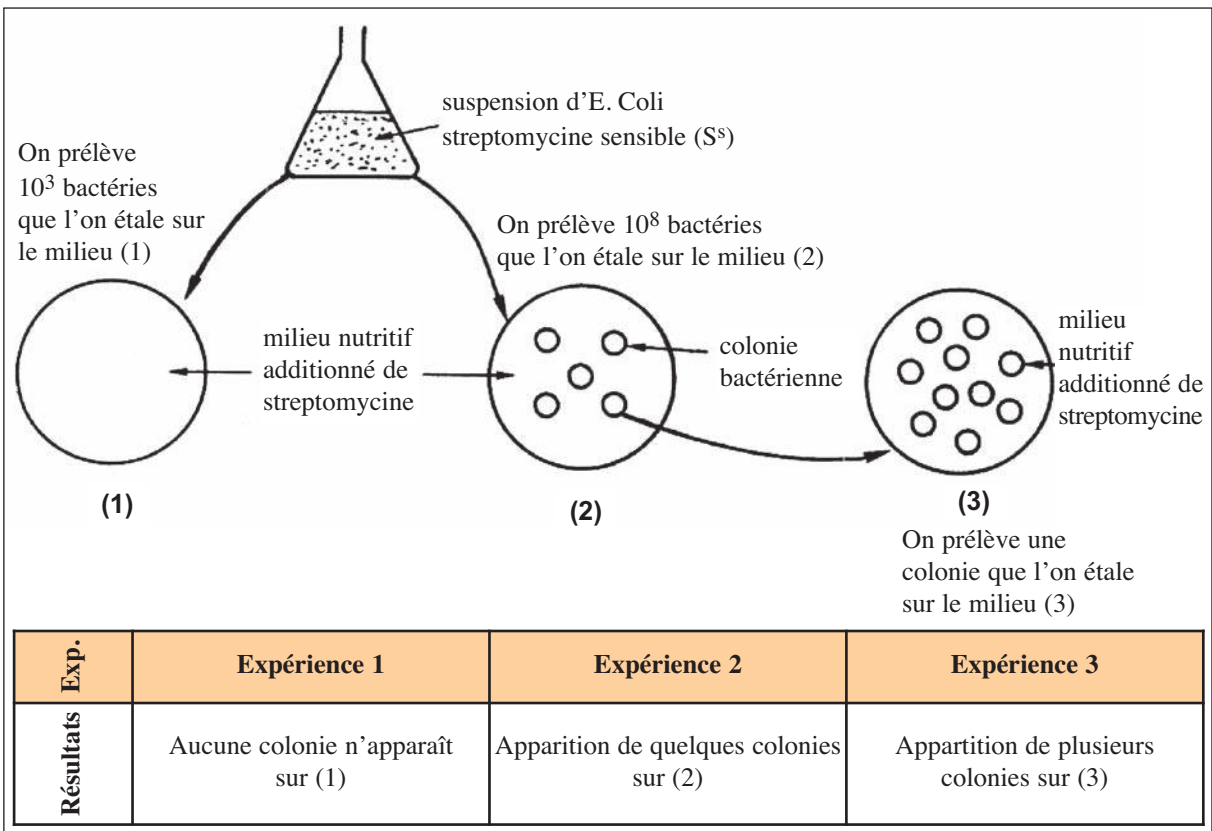 suspension d'E. Coli
streptomycine sensible (Sˢ)
On prélève
10³ bactéries
que l'on étale sur
le milieu (1)
On prélève 10⁸ bactéries
que l'on étale sur le milieu (2)
milieu nutritif
additionné de
streptomycine
colonie
bactérienne
milieu
nutritif
additionné de
streptomycine
(1)
(2)
(3)
On prélève une
colonie que l'on étale
sur le milieu (3)
Exp.
Expérience 1
Expérience 2
Expérience 3
Résultats
Aucune colonie n'apparaît
sur (1)
Apparition de quelques colonies
sur (2)
Appartition de plusieurs
colonies sur (3)